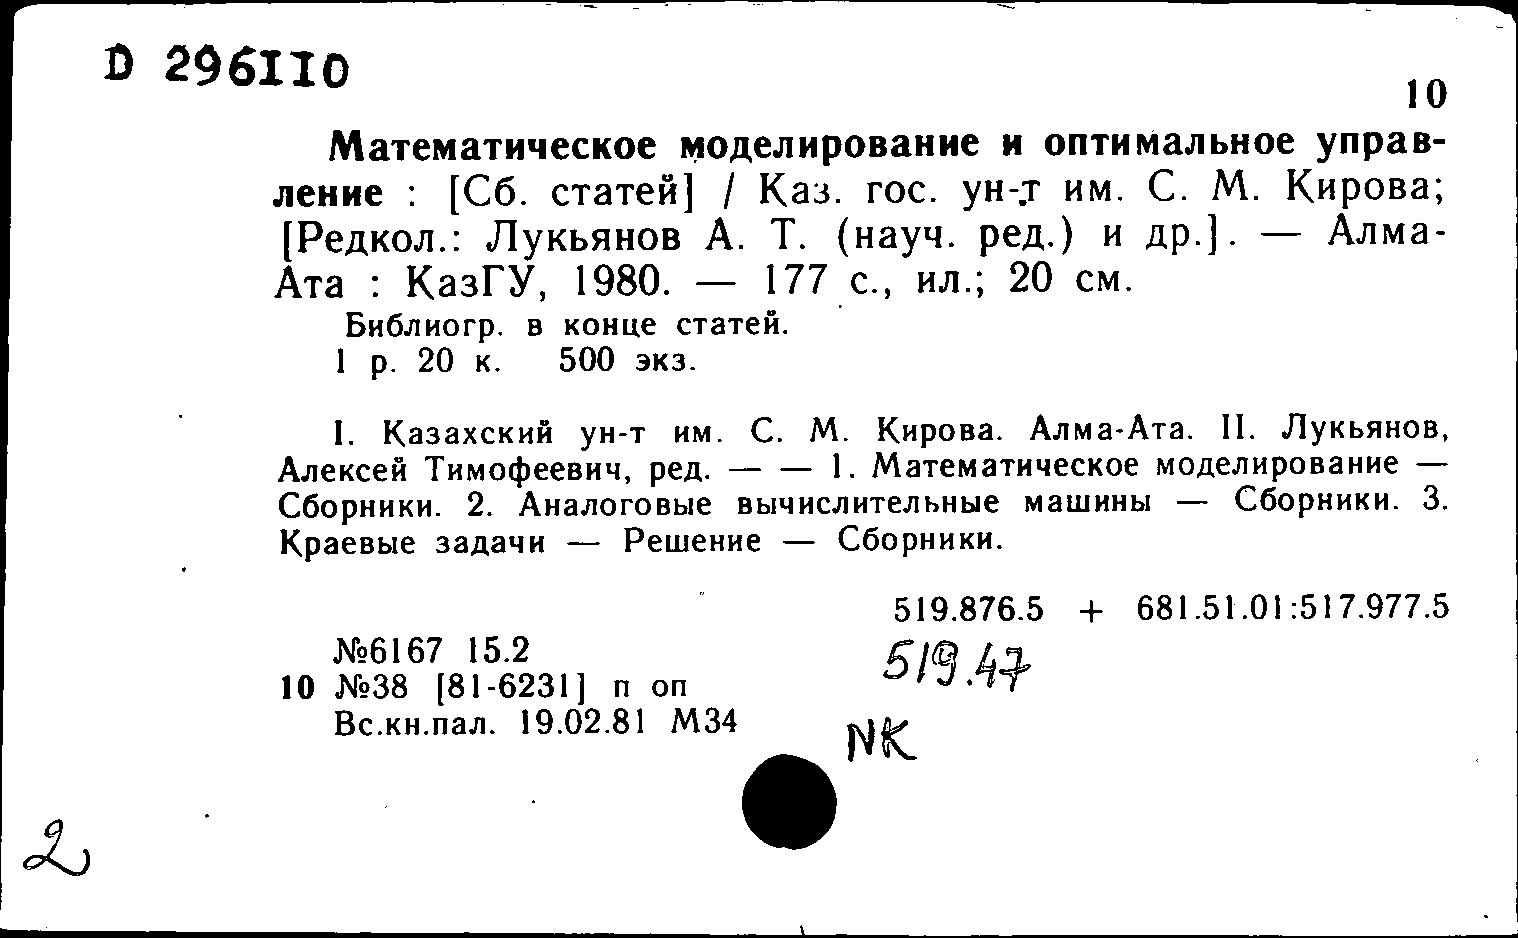 D 296II0
10
Математическое моделирование и оптимальное управ-
ление : [Сб. статей] / Каз. гос. ун-т им. С. М. Кирова;
[Редкол.: Лукьянов А. Т. (науч. ред.) и др.]. — Алма-
Ата : КазГУ, 1980. — 177 с., ил.; 20 см.
Библиогр. в конце статей.
1 р. 20 к. 500 экз.
I. Казахский ун-т им. С. М. Кирова. Алма-Ата. II. Лукьянов,
Алексей Тимофеевич, ред. — — 1. Математическое моделирование —
Сборники. 2. Аналоговые вычислительные машины — Сборники. 3.
Краевые задачи — Решение — Сборники.
519.876.5 + 681.51.01:517.977.5
№6167 15.2
519.47
10 №38 [81-6231] п оп
Вс.кн.пал. 19.02.81 М34
NK
2